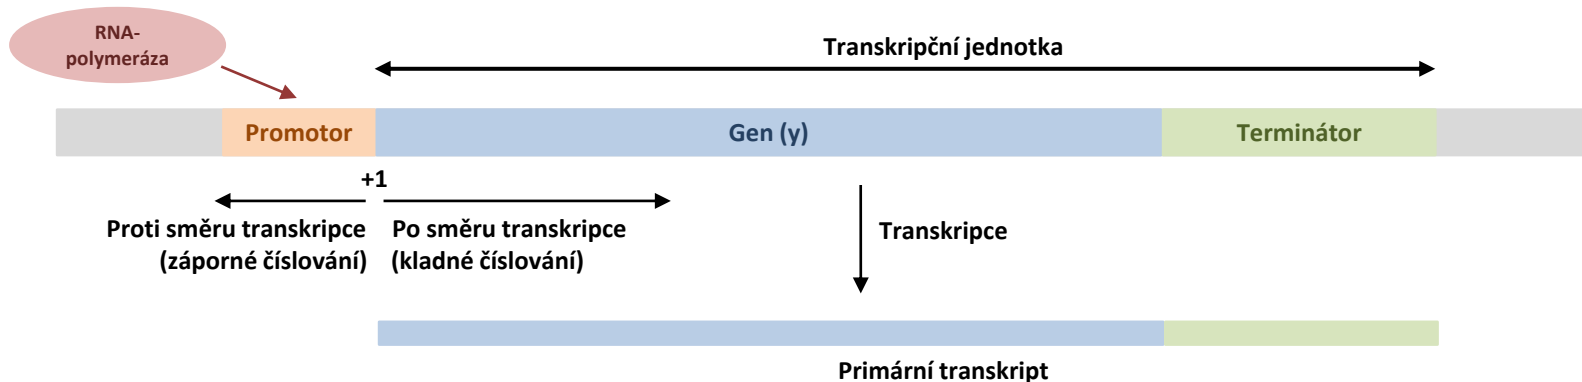 RNA-
polymeráza
Transkripční jednotka
Promotor
Gen (y)
Terminátor
+1
Proti směru transkripce
(záporné číslování)
Po směru transkripce
(kladné číslování)
Transkripce
Primární transkript